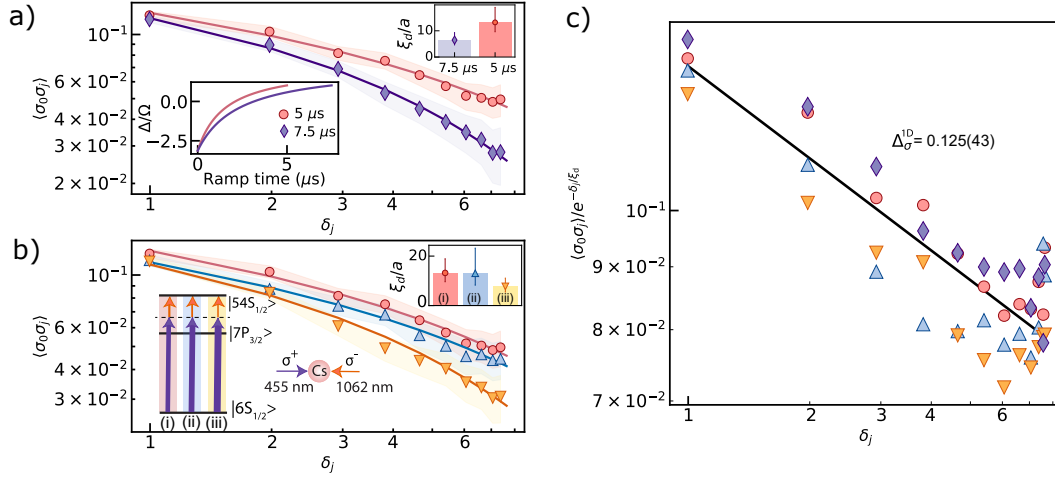 a)
⟨σ₀σⱼ⟩
10⁻¹
6 × 10⁻²
4 × 10⁻²
3 × 10⁻²
2 × 10⁻²
ξ_d/a
10
0
7.5 μs
5 μs
Δ/Ω
0.0
−2.5
0
5
Ramp time (μs)
5 μs
7.5 μs
1
2
3
4
6
δⱼ
b)
⟨σ₀σⱼ⟩
10⁻¹
6 × 10⁻²
4 × 10⁻²
3 × 10⁻²
ξ_d/a
20
0
(i)
(ii)
(iii)
|54S₁/₂>
|7P₃/₂>
|6S₁/₂>
(i)
(ii)
(iii)
σ⁺
Cs
σ⁻
455 nm
1062 nm
1
2
3
4
6
δⱼ
c)
⟨σ₀σⱼ⟩/e^{−δⱼ/ξ_d}
10⁻¹
9 × 10⁻²
8 × 10⁻²
7 × 10⁻²
Δ_σ^{1D} = 0.125(43)
1
2
3
4
6
δⱼ